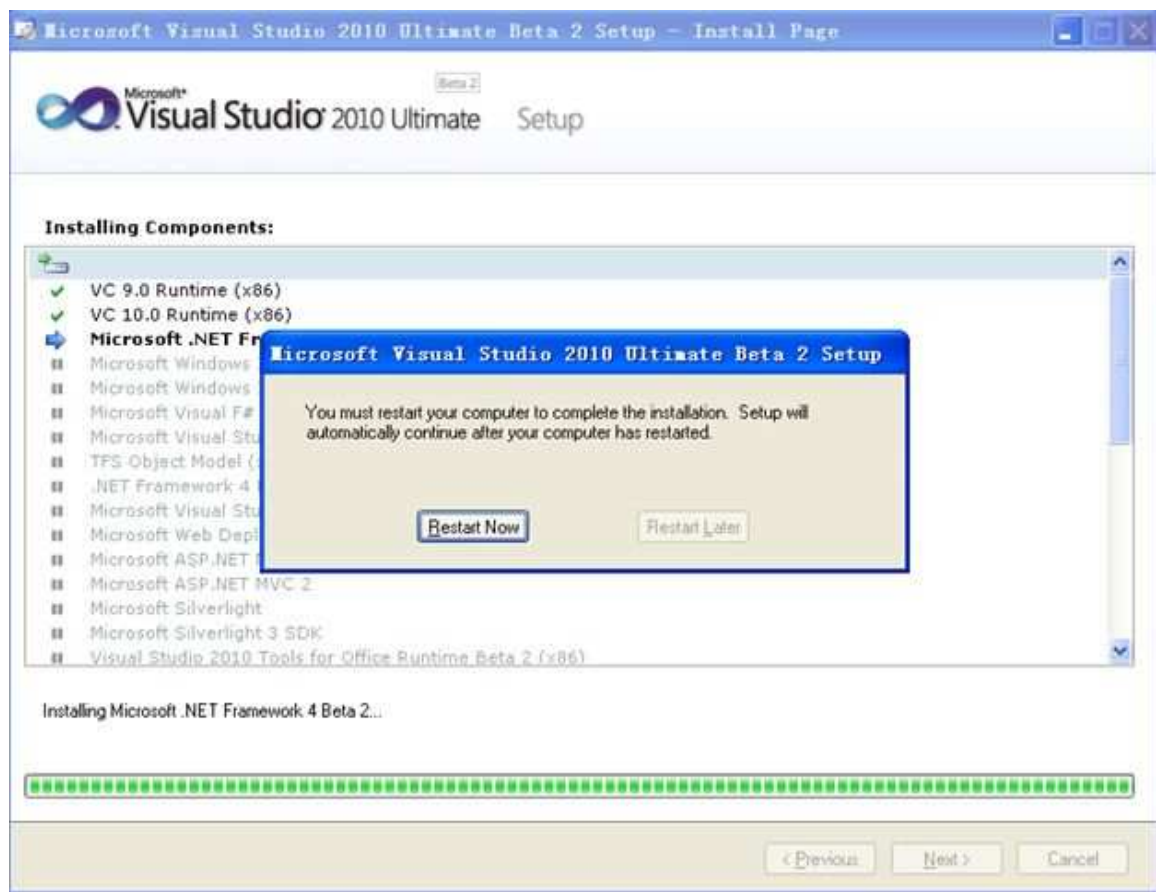 Microsoft Visual Studio 2010 Ultimate Beta 2 Setup - Install Page
Beta 2
Microsoft®
Visual Studio® 2010 Ultimate Setup
Installing Components:
VC 9.0 Runtime (x86)
VC 10.0 Runtime (x86)
Microsoft .NET Fr
Microsoft Windows
Microsoft Windows
Microsoft Visual F#
Microsoft Visual Stu
TFS Object Model (
.NET Framework 4
Microsoft Visual Stu
Microsoft Web Depl
Microsoft ASP.NET
Microsoft ASP.NET MVC 2
Microsoft Silverlight
Microsoft Silverlight 3 SDK
Visual Studio 2010 Tools for Office Runtime Beta 2 (x86)
Microsoft Visual Studio 2010 Ultimate Beta 2 Setup
You must restart your computer to complete the installation. Setup will
automatically continue after your computer has restarted.
Restart Now
Restart Later
Installing Microsoft .NET Framework 4 Beta 2...
< Previous
Next >
Cancel